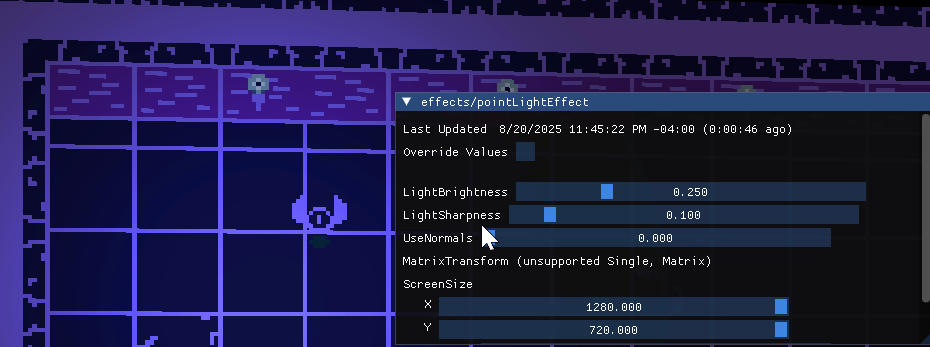 effects/pointLightEffect
Last Updated 8/20/2025 11:45:22 PM -04:00 (0:00:46 ago)
Override Values
LightBrightness 0.250
LightSharpness 0.100
UseNormals 0.000
MatrixTransform (unsupported Single, Matrix)
ScreenSize
X 1280.000
Y 720.000